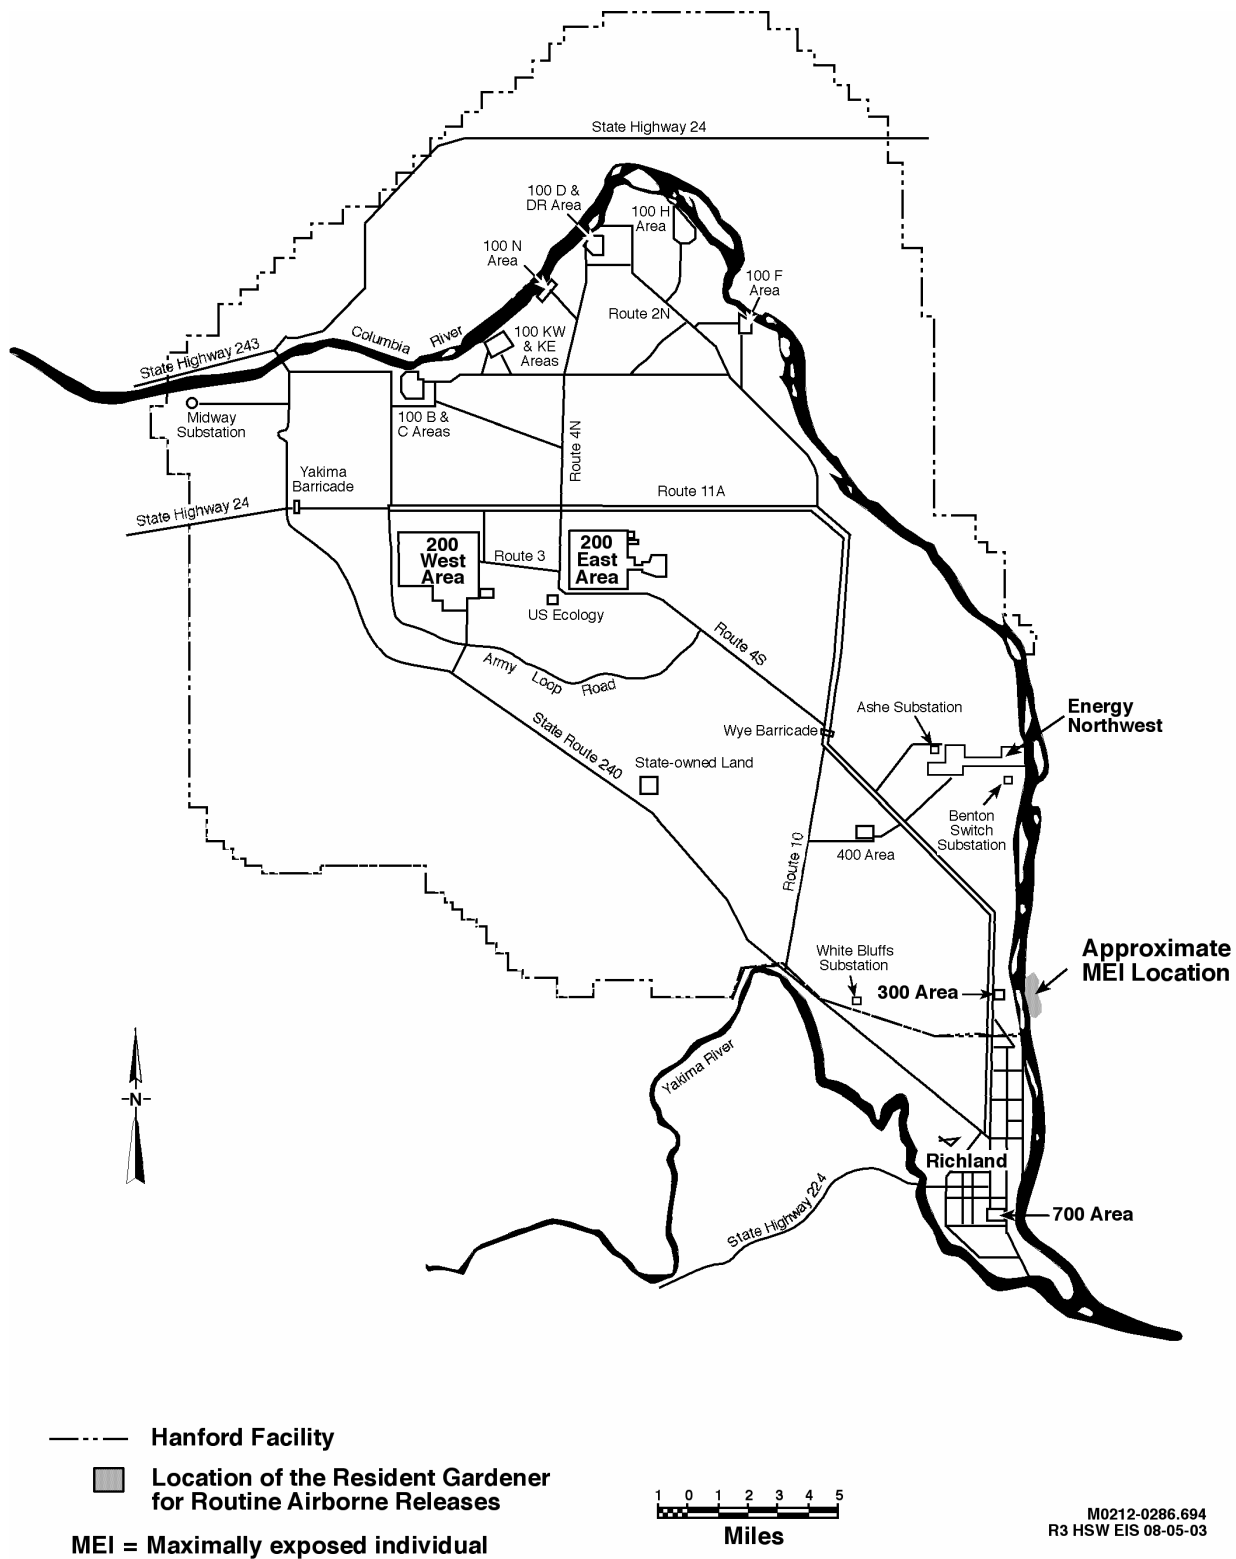 State Highway 24
100 D &
DR Area
100 H
Area
100 N
Area
100 F
Area
Route 2N
Columbia River
100 KW
& KE
Areas
State Highway 243
Midway
Substation
100 B &
C Areas
Route 4N
Yakima
Barricade
Route 11A
State Highway 24
200
West
Area
Route 3
200
East
Area
US Ecology
Route 4S
Army Loop Road
Ashe Substation
Energy
Northwest
State Route 240
Wye Barricade
State-owned Land
Benton
Switch
Substation
400 Area
Route 10
White Bluffs
Substation
Approximate
MEI Location
300 Area
Yakima River
-N-
Richland
State Highway 224
700 Area
Hanford Facility
Location of the Resident Gardener
for Routine Airborne Releases
MEI = Maximally exposed individual
1 0 1 2 3 4 5
Miles
M0212-0286.694
R3 HSW EIS 08-05-03